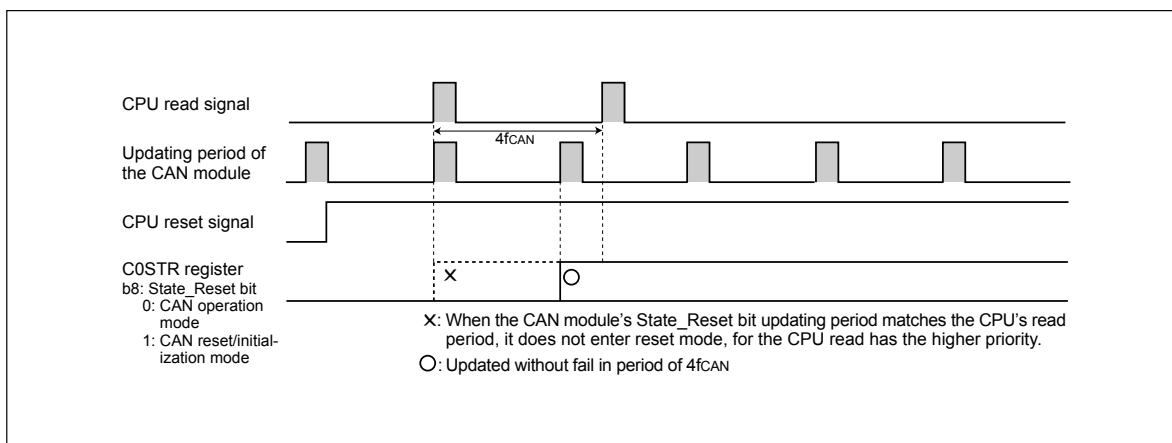 CPU read signal
4fCAN
Updating period of
the CAN module
CPU reset signal
C0STR register
b8: State_Reset bit
0: CAN operation
mode
1: CAN reset/initial-
ization mode
✕: When the CAN module's State_Reset bit updating period matches the CPU's read
period, it does not enter reset mode, for the CPU read has the higher priority.
○: Updated without fail in period of 4fCAN